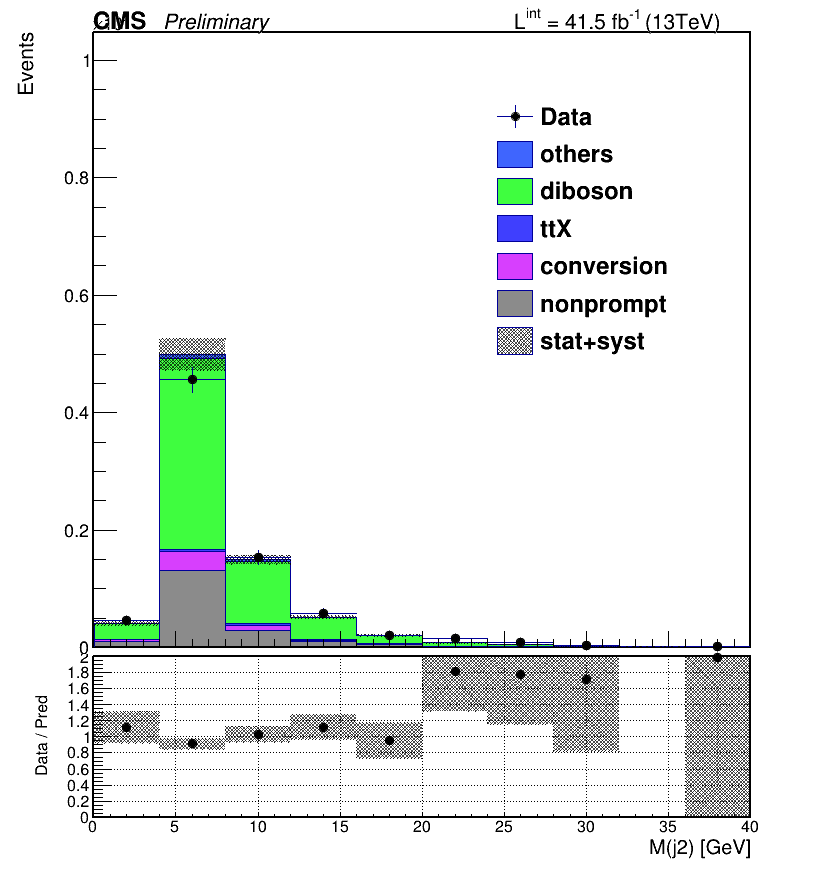 CMS Preliminary L^int = 41.5 fb^-1 (13TeV)
Events
1
0.8
0.6
0.4
0.2
0
Data
others
diboson
ttX
conversion
nonprompt
stat+syst
Data / Pred
2
1.8
1.6
1.4
1.2
1
0.8
0.6
0.4
0.2
0
0 5 10 15 20 25 30 35 40
M(j2) [GeV]